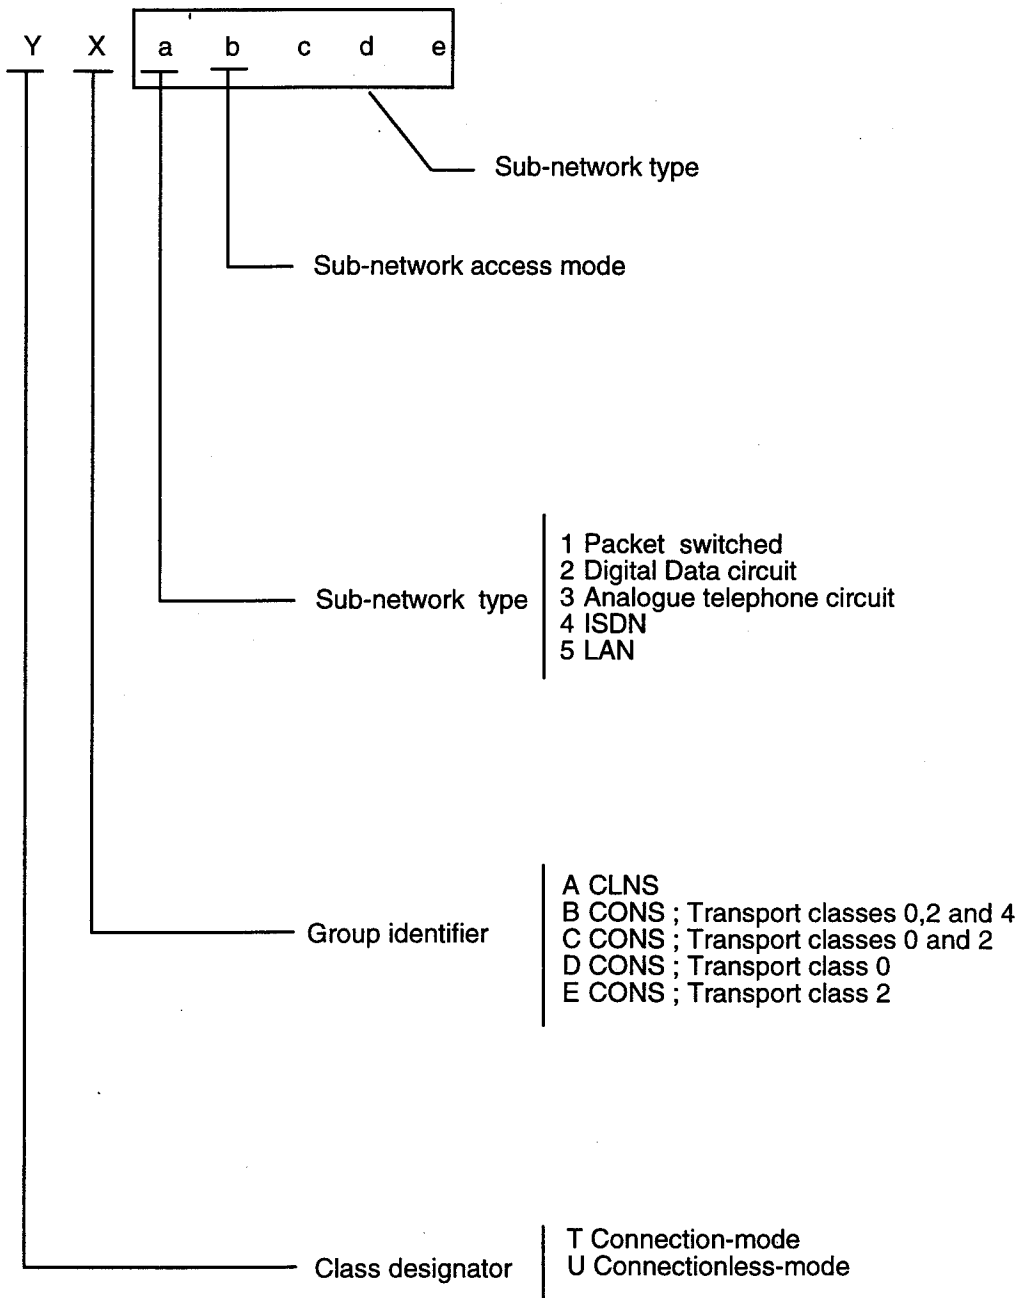 Y X a b c d e
Sub-network type
Sub-network access mode
Sub-network type
1 Packet switched
2 Digital Data circuit
3 Analogue telephone circuit
4 ISDN
5 LAN
Group identifier
A CLNS
B CONS ; Transport classes 0,2 and 4
C CONS ; Transport classes 0 and 2
D CONS ; Transport class 0
E CONS ; Transport class 2
Class designator
T Connection-mode
U Connectionless-mode